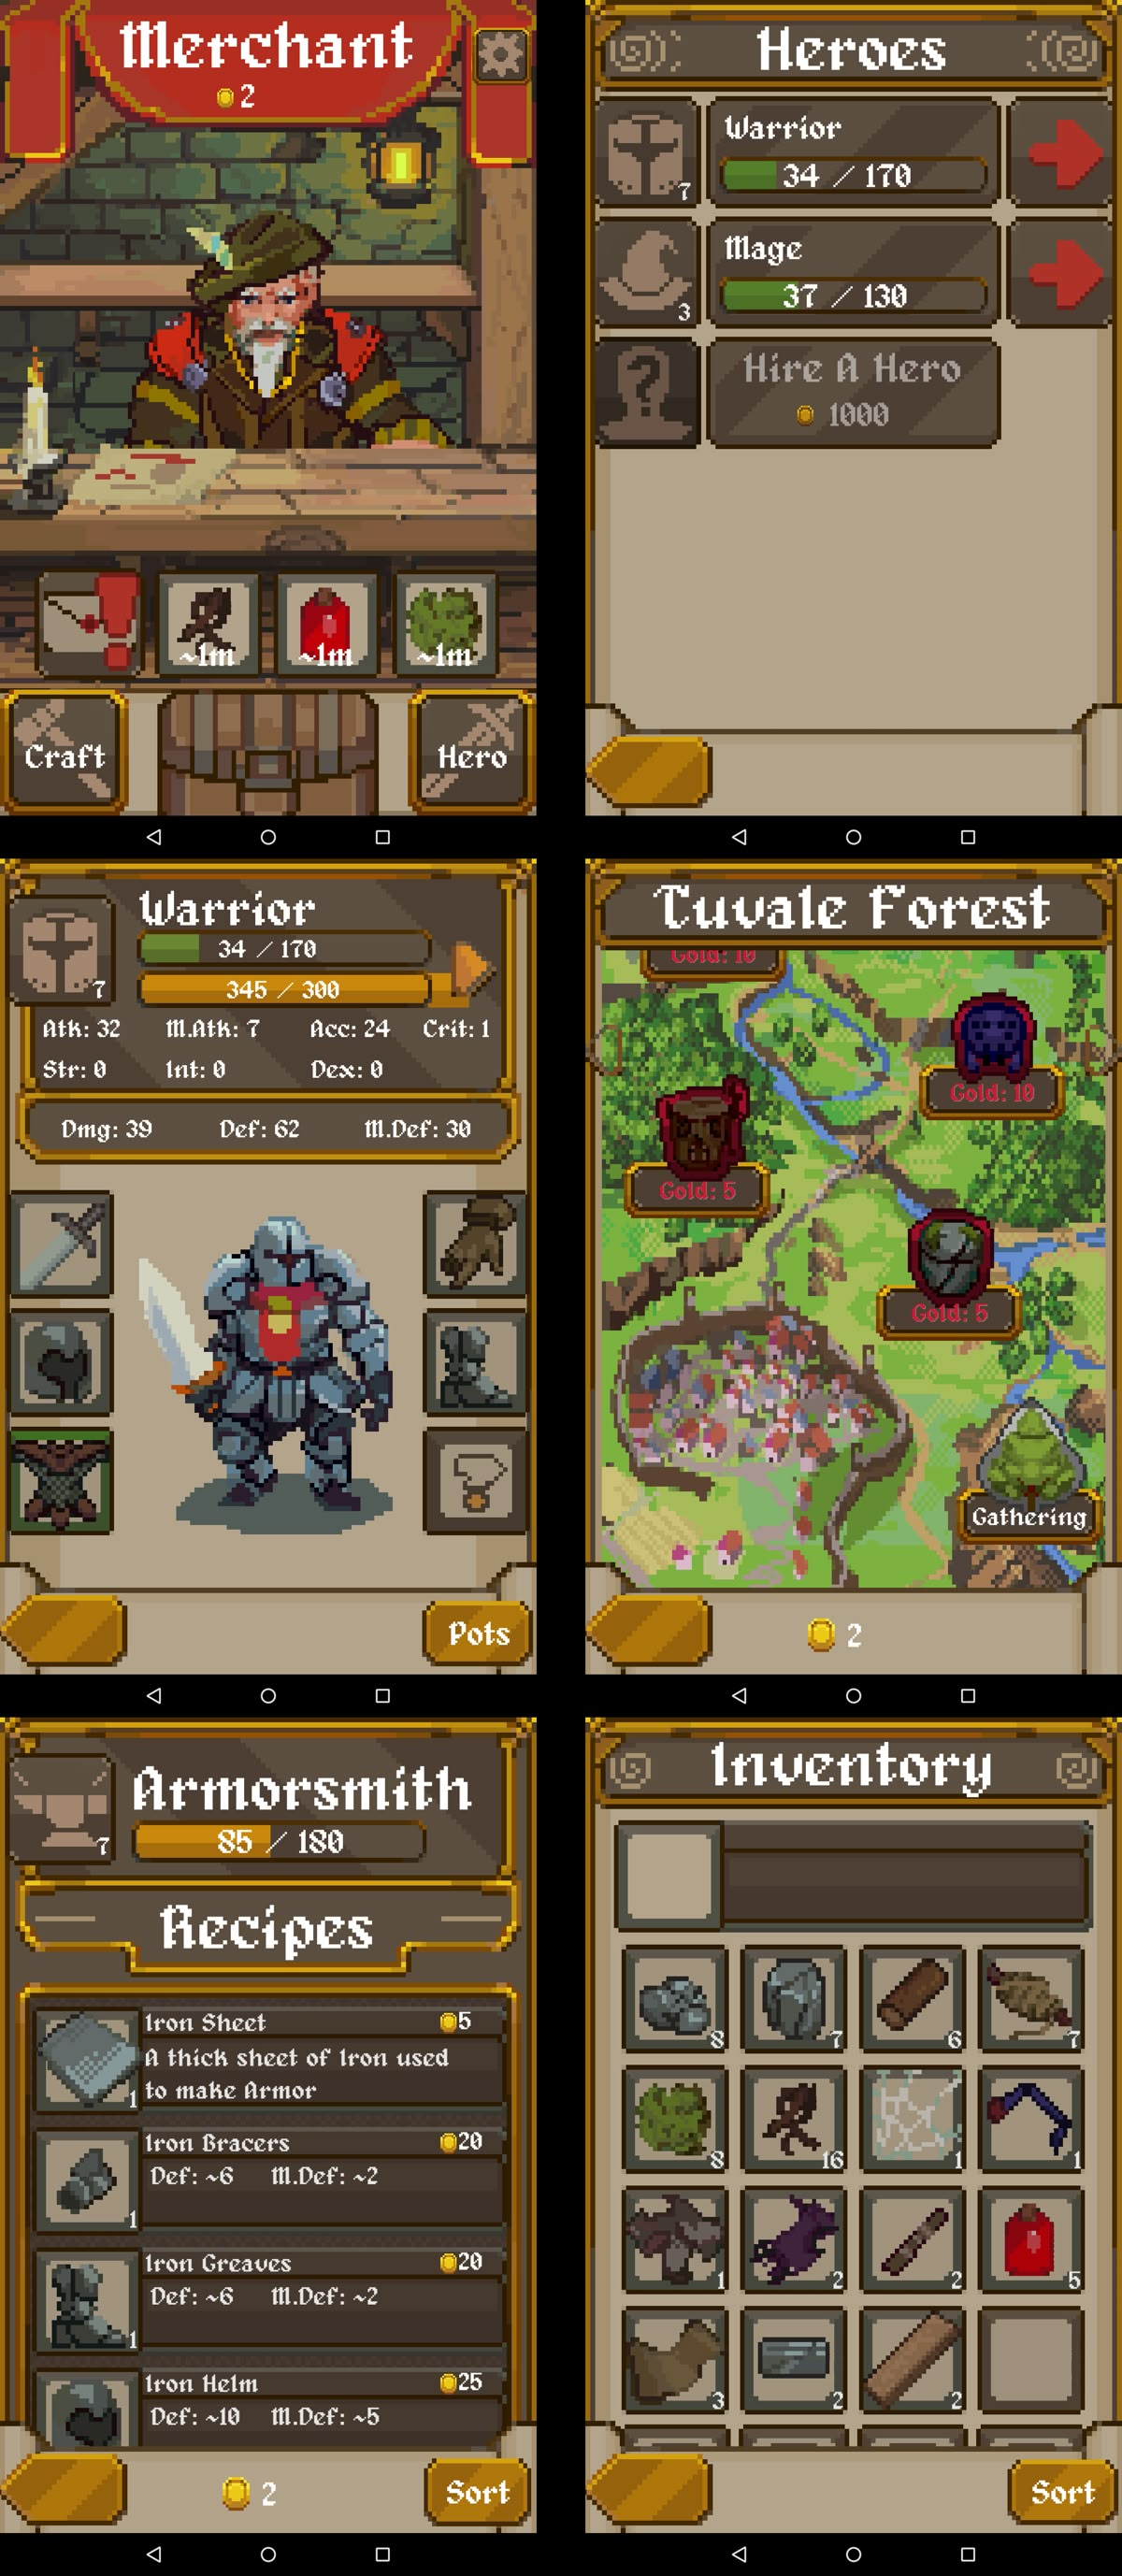 Merchant
2
~1m
~1m
~1m
Craft
Hero
Heroes
Warrior
34 / 170
7
Mage
37 / 130
3
Hire A Hero
1000
Warrior
34 / 170
7
345 / 300
Atk: 32 M.Atk: 7 Acc: 24 Crit: 1
Str: 0 Int: 0 Dex: 0
Dmg: 39 Def: 62 M.Def: 30
Pots
Tuvale Forest
Gold: 10
Gold: 10
Gold: 5
Gold: 5
Gathering
2
Armorsmith
85 / 180
7
Recipes
Iron Sheet 5
A thick sheet of Iron used
to make Armor
1
Iron Bracers 20
Def: ~6 M.Def: ~2
1
Iron Greaves 20
Def: ~6 M.Def: ~2
1
Iron Helm 25
Def: ~10 M.Def: ~5
2
Sort
Inventory
8 7 6 7
8 16 1 1
1 2 2 5
3 2 2
Sort